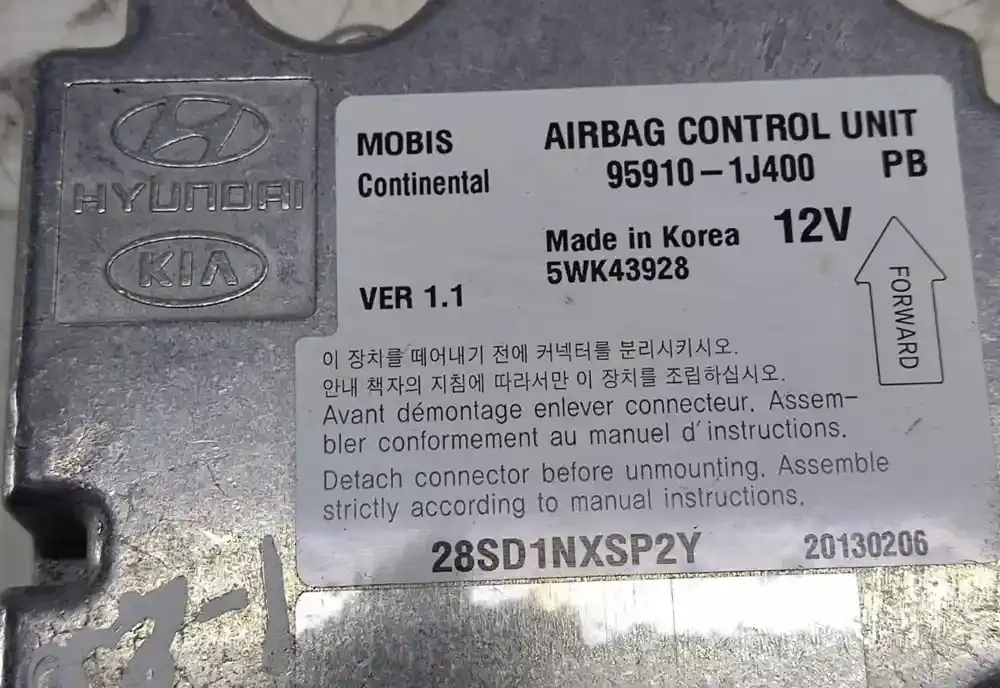 HYUNDAI
KIA
MOBIS
Continental
AIRBAG CONTROL UNIT
95910-1J400 PB
Made in Korea 12V
5WK43928
VER 1.1
FORWARD
이 장치를 떼어내기 전에 커넥터를 분리시키시오.
안내 책자의 지침에 따라서만 이 장치를 조립하십시오.
Avant démontage enlever connecteur. Assem-
bler conformement au manuel d'instructions.
Detach connector before unmounting. Assemble
strictly according to manual instructions.
28SD1NXSP2Y 20130206